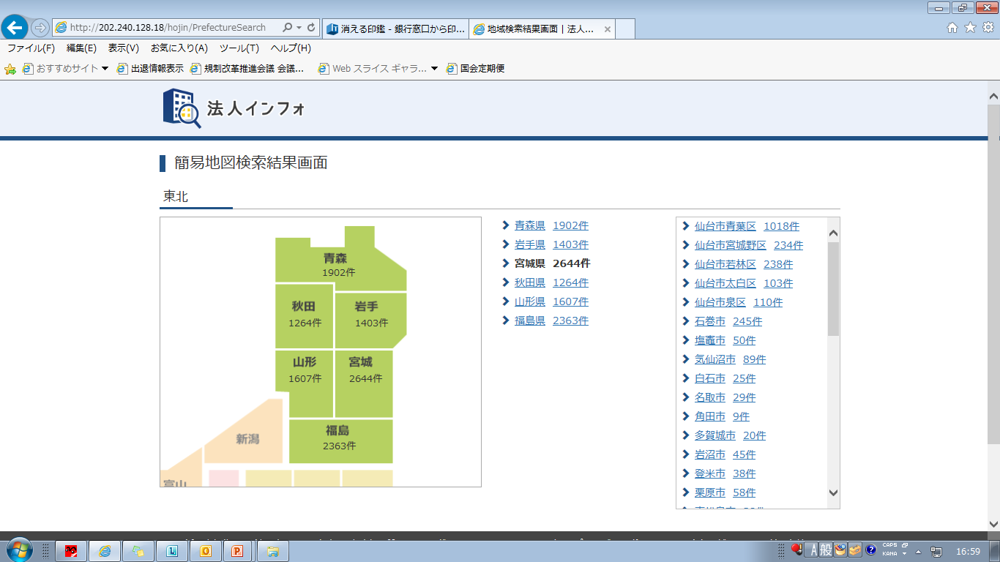 http://202.240.128.18/hojin/PrefectureSearch
消える印鑑 - 銀行窓口から印...
地域検索結果画面 | 法人...
ファイル(F) 編集(E) 表示(V) お気に入り(A) ツール(T) ヘルプ(H)
おすすめサイト 出退情報表示 規制改革推進会議 会議... Web スライス ギャラ... 国会定期便
法人インフォ
簡易地図検索結果画面
東北
青森
1902件
秋田
1264件
岩手
1403件
山形
1607件
宮城
2644件
福島
2363件
新潟
富山
青森県 1902件
岩手県 1403件
宮城県 2644件
秋田県 1264件
山形県 1607件
福島県 2363件
仙台市青葉区 1018件
仙台市宮城野区 234件
仙台市若林区 238件
仙台市太白区 103件
仙台市泉区 110件
石巻市 245件
塩竈市 50件
気仙沼市 89件
白石市 25件
名取市 29件
角田市 9件
多賀城市 20件
岩沼市 45件
登米市 38件
栗原市 58件
A 般
CAPS
KANA
16:59